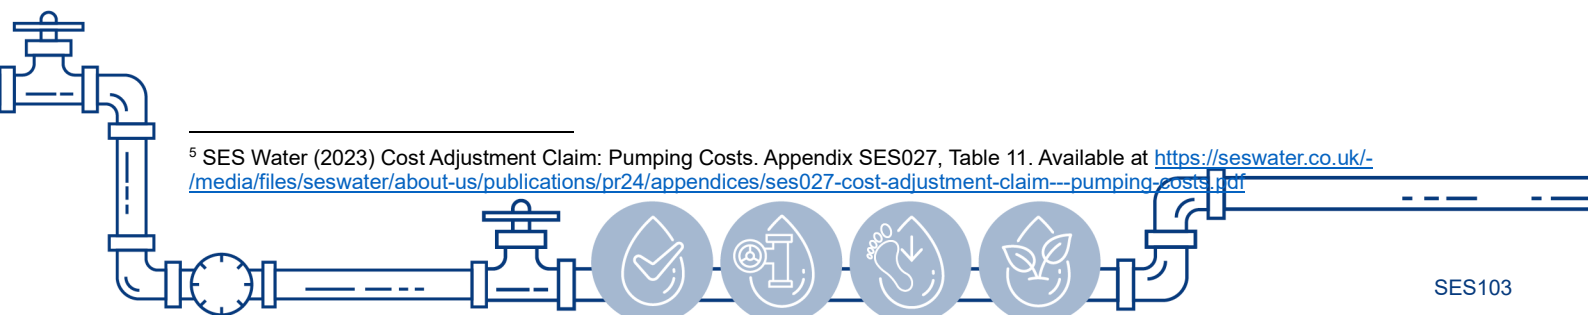 5 SES Water (2023) Cost Adjustment Claim: Pumping Costs. Appendix SES027, Table 11. Available at https://seswater.co.uk/-
/media/files/seswater/about-us/publications/pr24/appendices/ses027-cost-adjustment-claim---pumping-costs.pdf
SES103